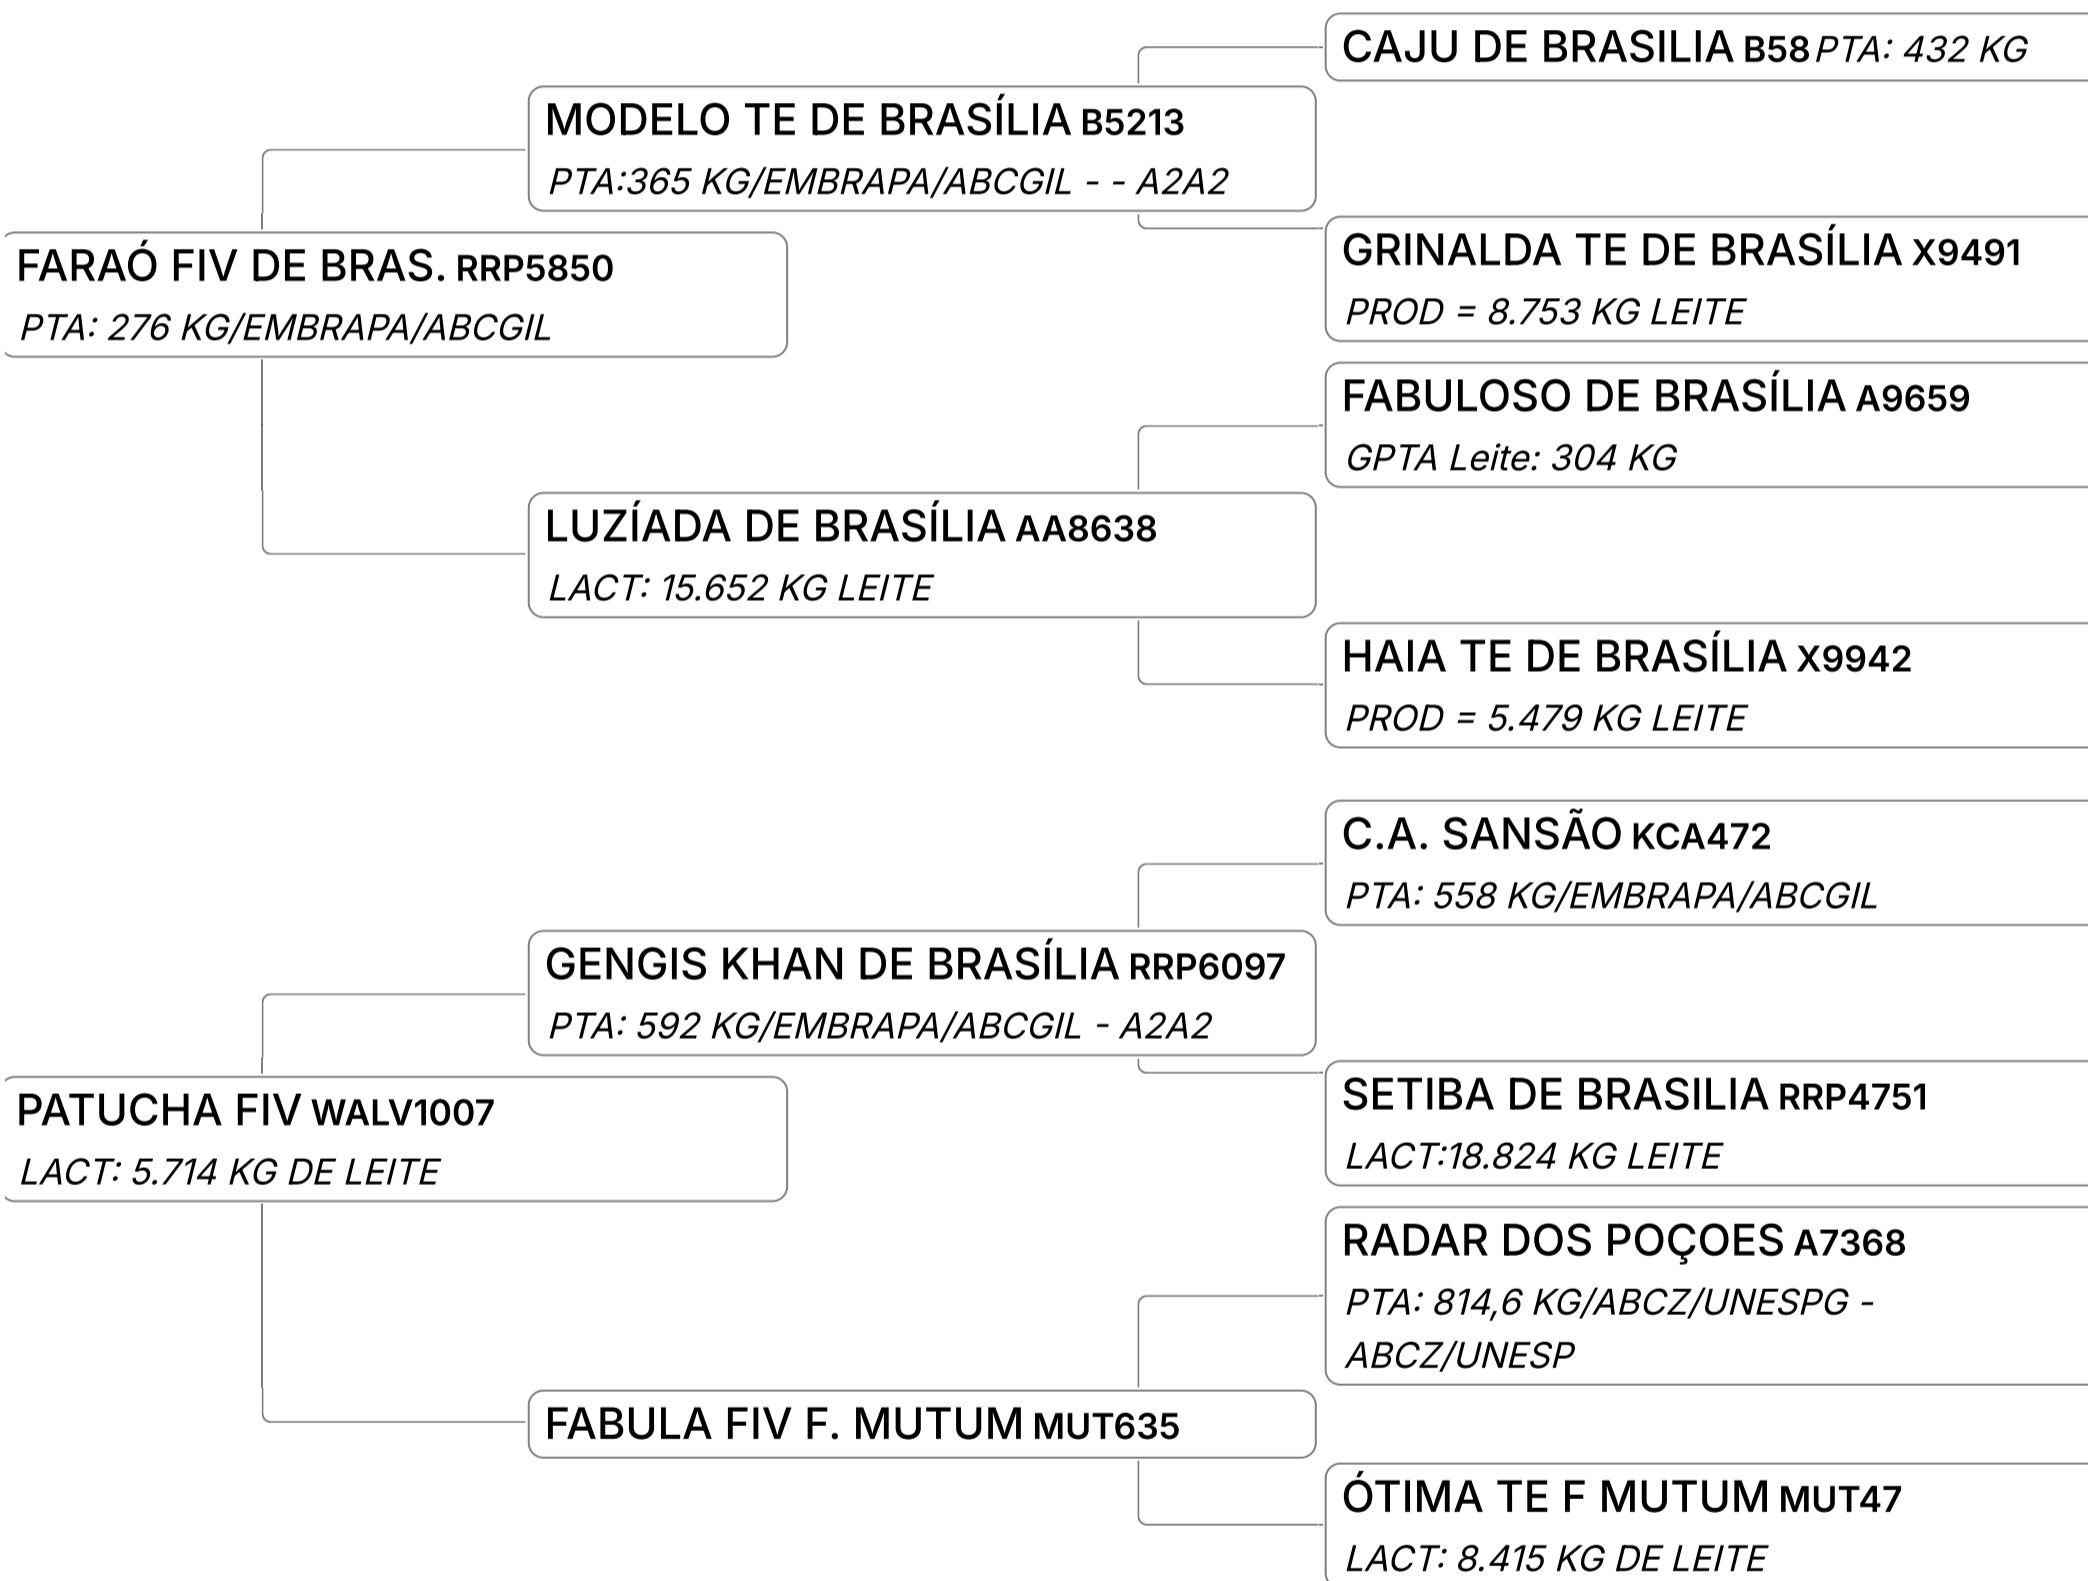 CAJU DE BRASILIA B58 PTA: 432 KG
MODELO TE DE BRASÍLIA B5213
PTA:365 KG/EMBRAPA/ABCGIL - - A2A2
GRINALDA TE DE BRASÍLIA X9491
PROD = 8.753 KG LEITE
FARAÓ FIV DE BRAS. RRP5850
PTA: 276 KG/EMBRAPA/ABCGIL
FABULOSO DE BRASÍLIA A9659
GPTA Leite: 304 KG
LUZÍADA DE BRASÍLIA AA8638
LACT: 15.652 KG LEITE
HAIA TE DE BRASÍLIA X9942
PROD = 5.479 KG LEITE
C.A. SANSÃO KCA472
PTA: 558 KG/EMBRAPA/ABCGIL
GENGIS KHAN DE BRASÍLIA RRP6097
PTA: 592 KG/EMBRAPA/ABCGIL - A2A2
SETIBA DE BRASILIA RRP4751
LACT:18.824 KG LEITE
PATUCHA FIV WALV1007
LACT: 5.714 KG DE LEITE
RADAR DOS POÇOES A7368
PTA: 814,6 KG/ABCZ/UNESPG -
ABCZ/UNESP
FABULA FIV F. MUTUM MUT635
ÓTIMA TE F MUTUM MUT47
LACT: 8.415 KG DE LEITE